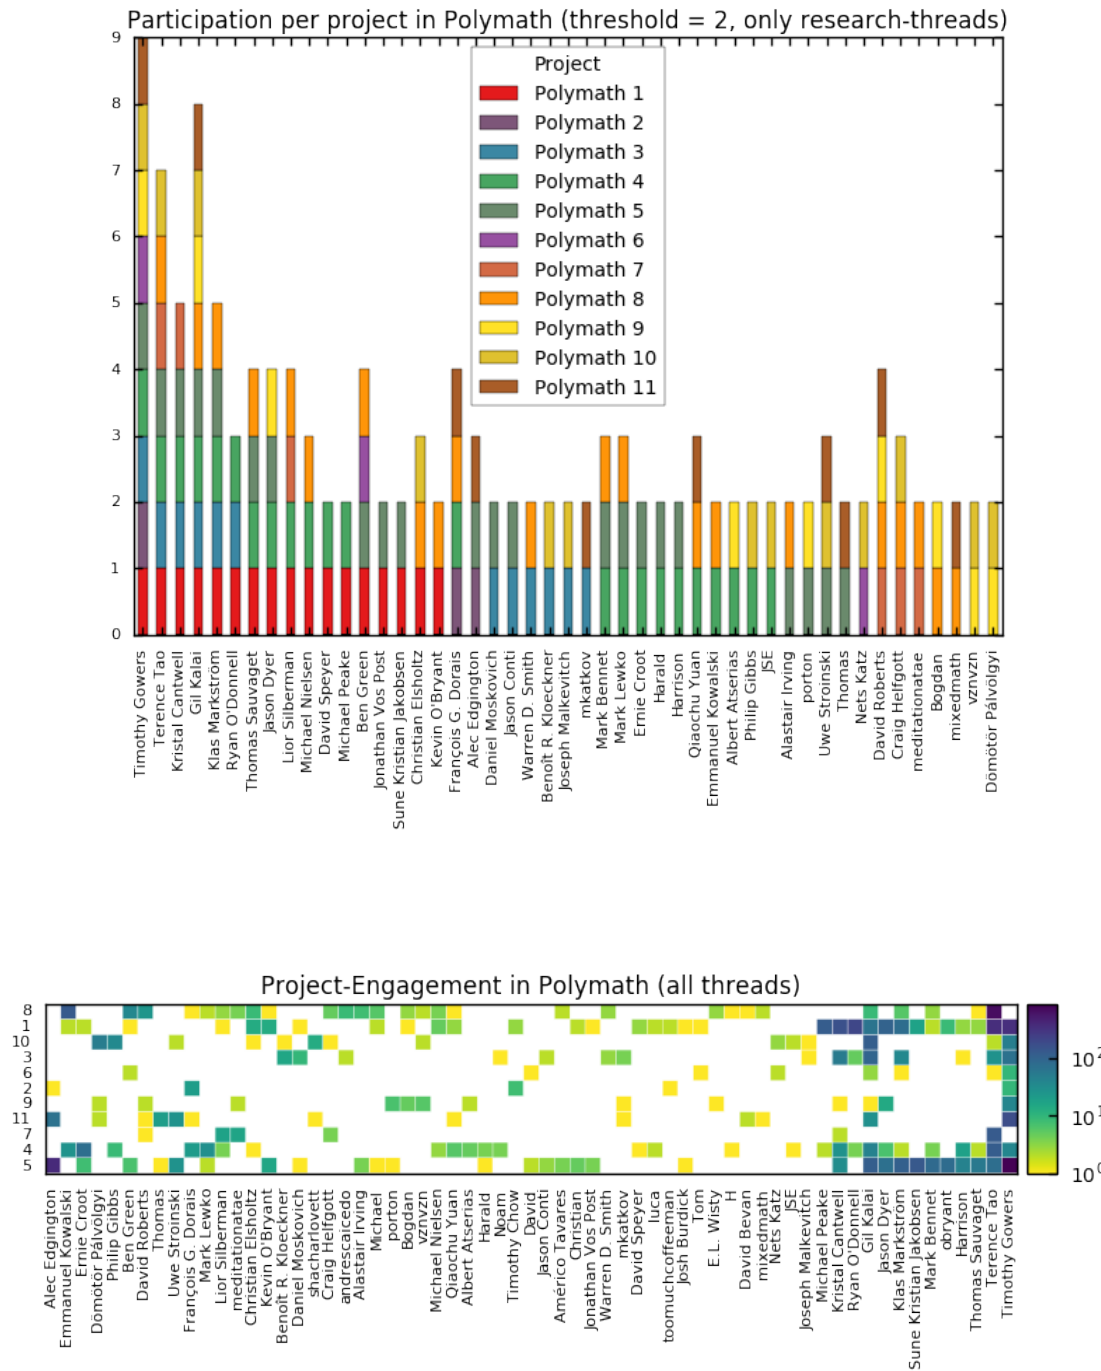 Participation per project in Polymath (threshold = 2, only research-threads)
9
8
7
6
5
4
3
2
1
0
Project
Polymath 1
Polymath 2
Polymath 3
Polymath 4
Polymath 5
Polymath 6
Polymath 7
Polymath 8
Polymath 9
Polymath 10
Polymath 11
Timothy Gowers
Terence Tao
Kristal Cantwell
Gil Kalai
Klas Markström
Ryan O'Donnell
Thomas Sauvaget
Jason Dyer
Lior Silberman
Michael Nielsen
David Speyer
Michael Peake
Ben Green
Jonathan Vos Post
Sune Kristian Jakobsen
Christian Elsholtz
Kevin O'Bryant
François G. Dorais
Alec Edgington
Daniel Moskovich
Jason Conti
Warren D. Smith
Benoît R. Kloeckner
Joseph Malkevitch
mkatkov
Mark Bennet
Mark Lewko
Ernie Croot
Harald
Harrison
Qiaochu Yuan
Emmanuel Kowalski
Albert Atserias
Philip Gibbs
JSE
Alastair Irving
porton
Uwe Stroinski
Thomas
Nets Katz
David Roberts
Craig Helfgott
meditationatae
Bogdan
mixedmath
vznvzn
Dömötör Pálvölgyi
Project-Engagement in Polymath (all threads)
8
1
10
3
6
2
9
11
7
4
5
10²
10¹
10⁰
Alec Edgington
Emmanuel Kowalski
Ernie Croot
Dömötör Pálvölgyi
Philip Gibbs
Ben Green
David Roberts
Thomas
Uwe Stroinski
François G. Dorais
Mark Lewko
Lior Silberman
meditationatae
Christian Elsholtz
Kevin O'Bryant
Benoît R. Kloeckner
Daniel Moskovich
shacharlovett
Craig Helfgott
andrescaicedo
Alastair Irving
Michael
porton
Bogdan
vznvzn
Michael Nielsen
Qiaochu Yuan
Albert Atserias
Harald
Noam
Timothy Chow
David
Jason Conti
Américo Tavares
Christian
Jonathan Vos Post
Warren D. Smith
mkatkov
David Speyer
luca
toomuchcoffeeman
Josh Burdick
Tom
E.L. Wisty
H
David Bevan
mixedmath
Nets Katz
JSE
Joseph Malkevitch
Michael Peake
Kristal Cantwell
Ryan O'Donnell
Gil Kalai
Jason Dyer
Klas Markström
Sune Kristian Jakobsen
Mark Bennet
obryant
Harrison
Thomas Sauvaget
Terence Tao
Timothy Gowers